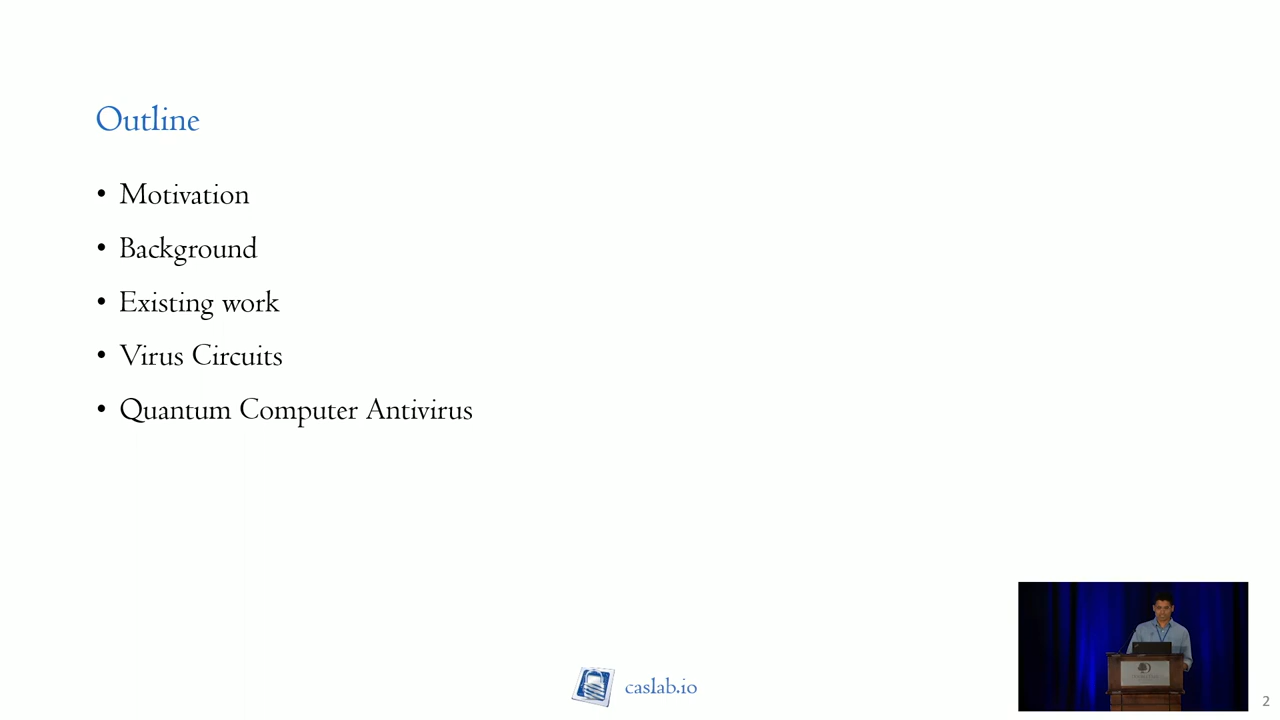 Outline
• Motivation
• Background
• Existing work
• Virus Circuits
• Quantum Computer Antivirus
caslab.io
2